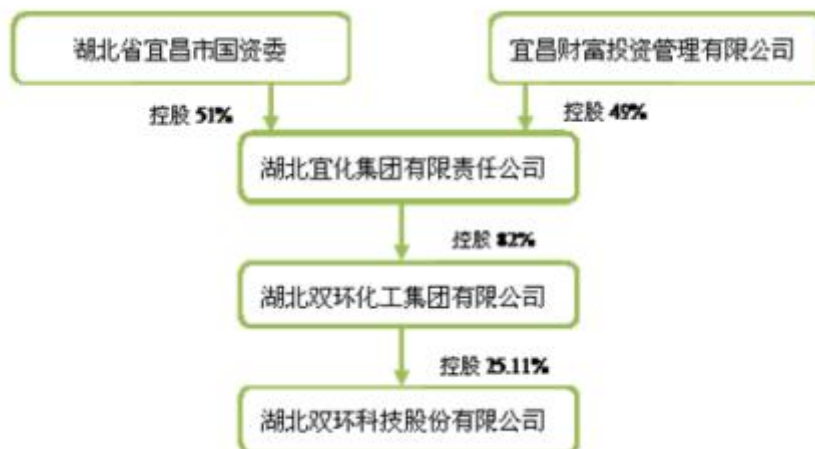 湖北省宜昌市国资委
宜昌财富投资管理有限公司
控股 51%
控股 49%
湖北宜化集团有限责任公司
控股 82%
湖北双环化工集团有限公司
控股 25.11%
湖北双环科技股份有限公司